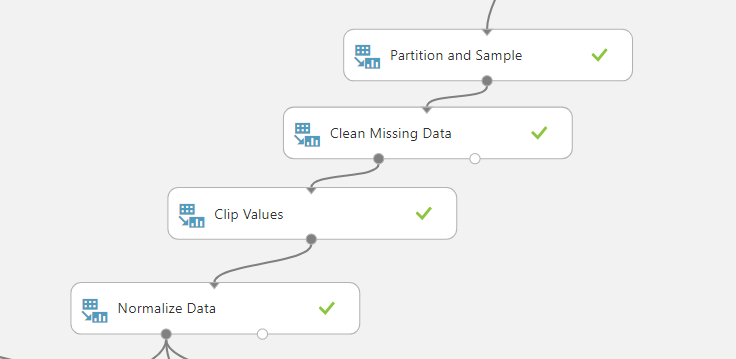 Partition and Sample
Clean Missing Data
Clip Values
Normalize Data